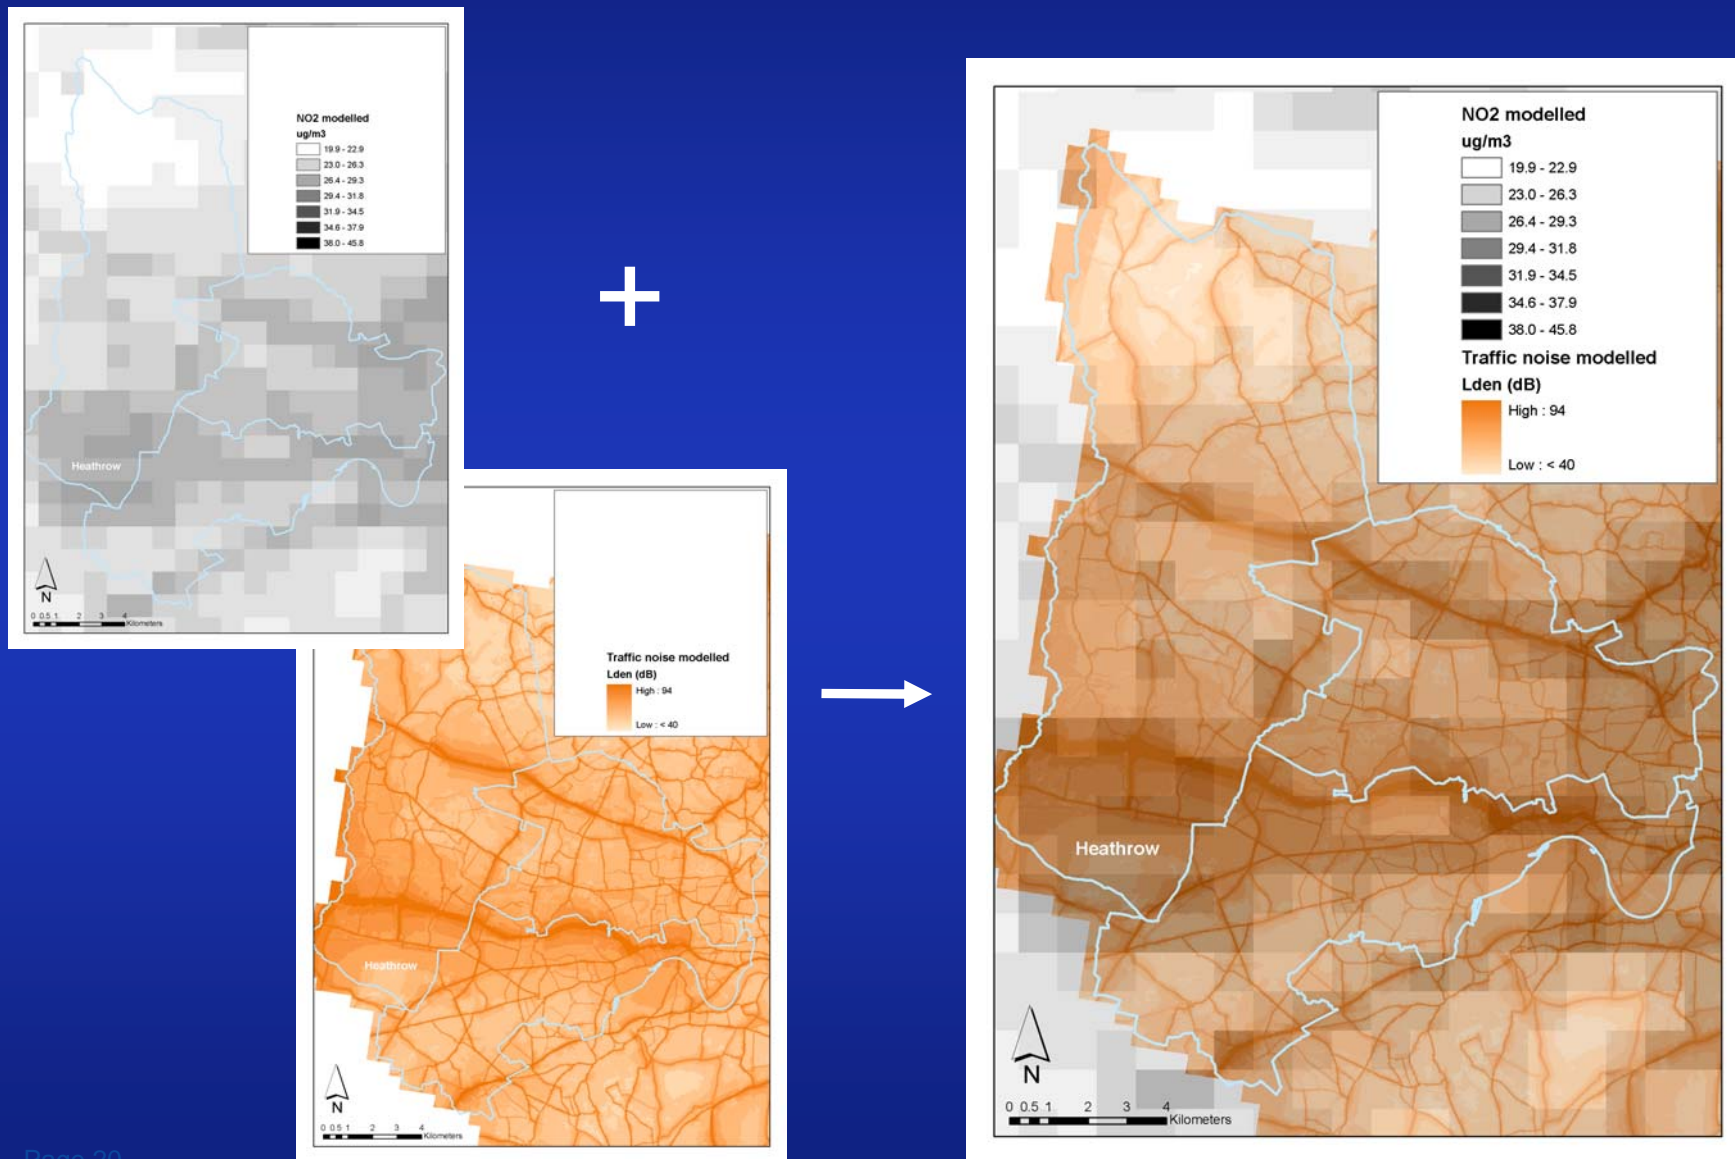 NO2 modelled
ug/m3
19.9 - 22.9
23.0 - 26.3
26.4 - 29.3
29.4 - 31.8
31.9 - 34.5
34.6 - 37.9
38.0 - 45.8
Heathrow
N
0 0.5 1 2 3 4
Kilometers
Traffic noise modelled
Lden (dB)
High : 94
Low : < 40
Heathrow
N
0 0.5 1 2 3 4
Kilometers
NO2 modelled
ug/m3
19.9 - 22.9
23.0 - 26.3
26.4 - 29.3
29.4 - 31.8
31.9 - 34.5
34.6 - 37.9
38.0 - 45.8
Traffic noise modelled
Lden (dB)
High : 94
Low : < 40
Heathrow
N
0 0.5 1 2 3 4
Kilometers
+
Page 20